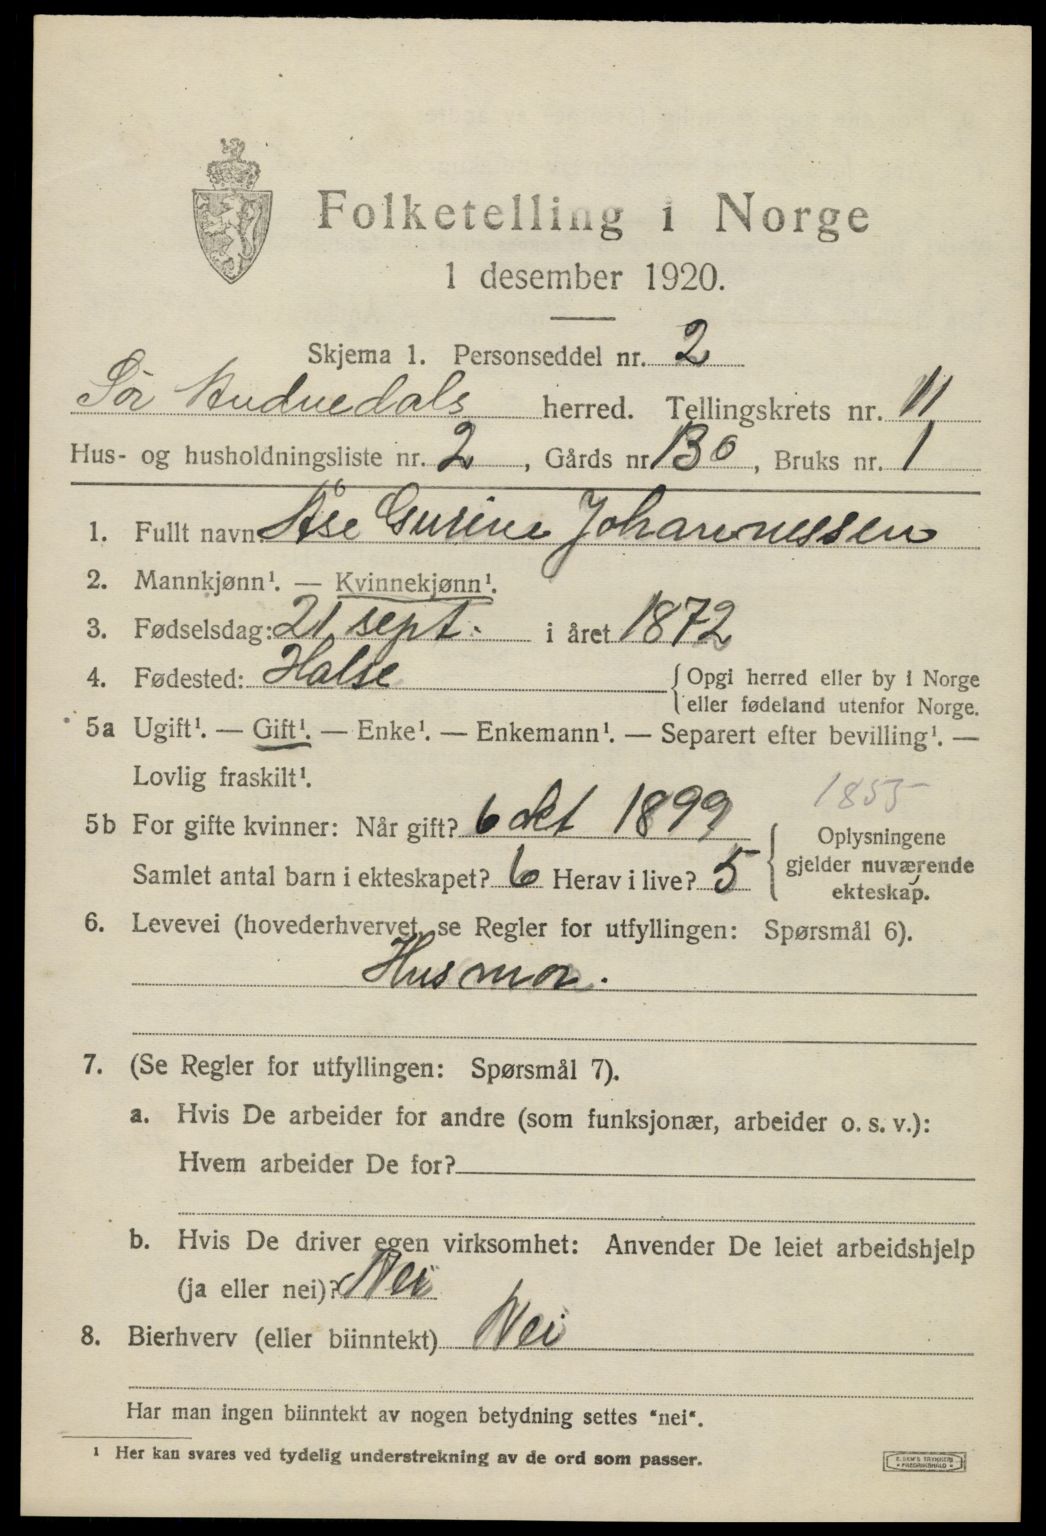 Folketelling i Norge
1 desember 1920.
Skjema 1. Personseddel nr. 2
Sör Audnedals herred. Tellingskrets nr. 11
Hus- og husholdningsliste nr. 2, Gårds nr. 130, Bruks nr. 1
1. Fullt navn: Åse Gurine Johannessen
2. Mannkjønn¹. — Kvinnekjønn¹.
3. Fødselsdag: 21 sept. i året 1872
4. Fødested: Halse {Opgi herred eller by i Norge
{eller fødeland utenfor Norge.
5a Ugift¹. — Gift¹. — Enke¹. — Enkemann¹. — Separert efter bevilling¹. —
Lovlig fraskilt¹.
1855
5b For gifte kvinner: Når gift? 6 okt 1899
Samlet antal barn i ekteskapet? 6 Herav i live? 5
Oplysningene
gjelder nuværende
ekteskap.
6. Levevei (hovederhvervet, se Regler for utfyllingen: Spørsmål 6).
Husmor.
7. (Se Regler for utfyllingen: Spørsmål 7).
a. Hvis De arbeider for andre (som funksjonær, arbeider o. s. v.):
Hvem arbeider De for?
b. Hvis De driver egen virksomhet: Anvender De leiet arbeidshjelp
(ja eller nei)? Nei
8. Bierhverv (eller biinntekt) Nei
Har man ingen biinntekt av nogen betydning settes "nei".
¹ Her kan svares ved tydelig understrekning av de ord som passer.